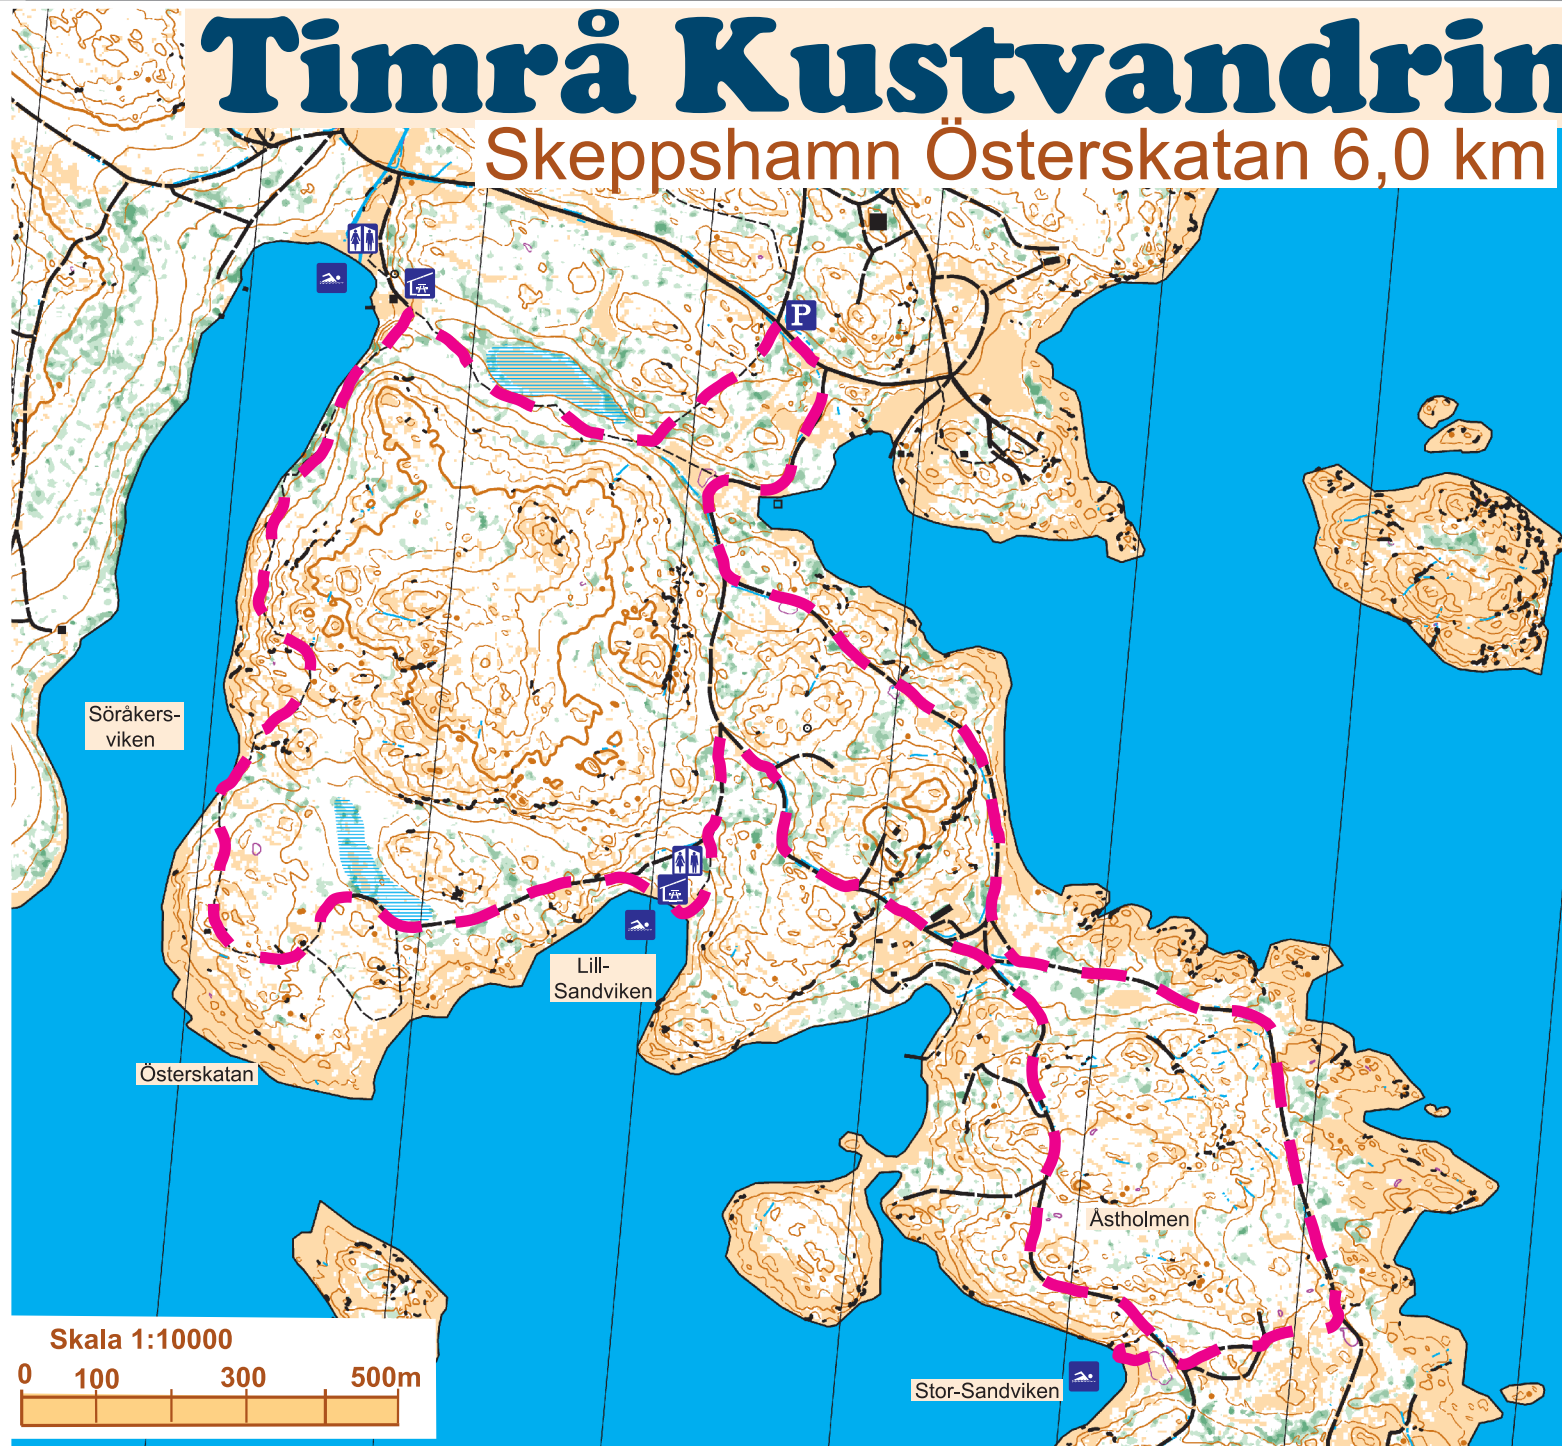 Timrå Kustvandrin
Skeppshamn Österskatan 6,0 km
P
Söråkers-
viken
Lill-
Sandviken
Österskatan
Åstholmen
Stor-Sandviken
Skala 1:10000
0 100 300 500m